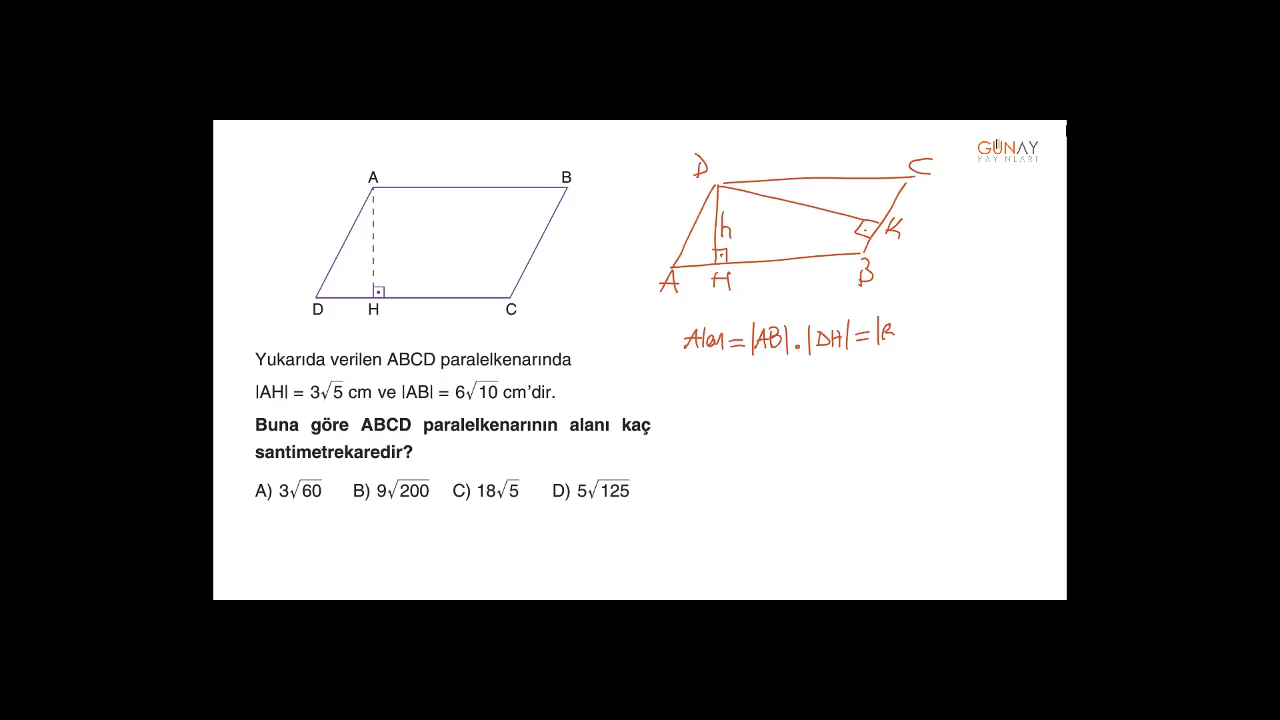 GÜNAY
YAYINLARI
A
B
D
H
C
Yukarıda verilen ABCD paralelkenarında
|AH| = 3√5 cm ve |AB| = 6√10 cm'dir.
Buna göre ABCD paralelkenarının alanı kaç
santimetrekaredir?
A) 3√60 B) 9√200 C) 18√5 D) 5√125
D
C
h
K
A
H
B
Alan = |AB| . |DH| = |B